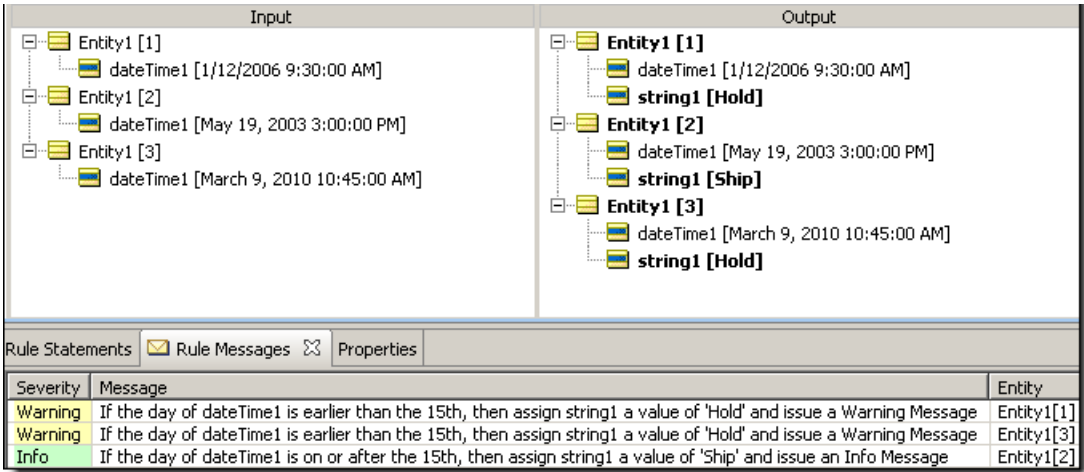 Input
Entity1 [1]
dateTime1 [1/12/2006 9:30:00 AM]
Entity1 [2]
dateTime1 [May 19, 2003 3:00:00 PM]
Entity1 [3]
dateTime1 [March 9, 2010 10:45:00 AM]
Output
Entity1 [1]
dateTime1 [1/12/2006 9:30:00 AM]
string1 [Hold]
Entity1 [2]
dateTime1 [May 19, 2003 3:00:00 PM]
string1 [Ship]
Entity1 [3]
dateTime1 [March 9, 2010 10:45:00 AM]
string1 [Hold]
Rule Statements Rule Messages Properties
Severity Message Entity
Warning If the day of dateTime1 is earlier than the 15th, then assign string1 a value of 'Hold' and issue a Warning Message Entity1[1]
Warning If the day of dateTime1 is earlier than the 15th, then assign string1 a value of 'Hold' and issue a Warning Message Entity1[3]
Info If the day of dateTime1 is on or after the 15th, then assign string1 a value of 'Ship' and issue an Info Message Entity1[2]